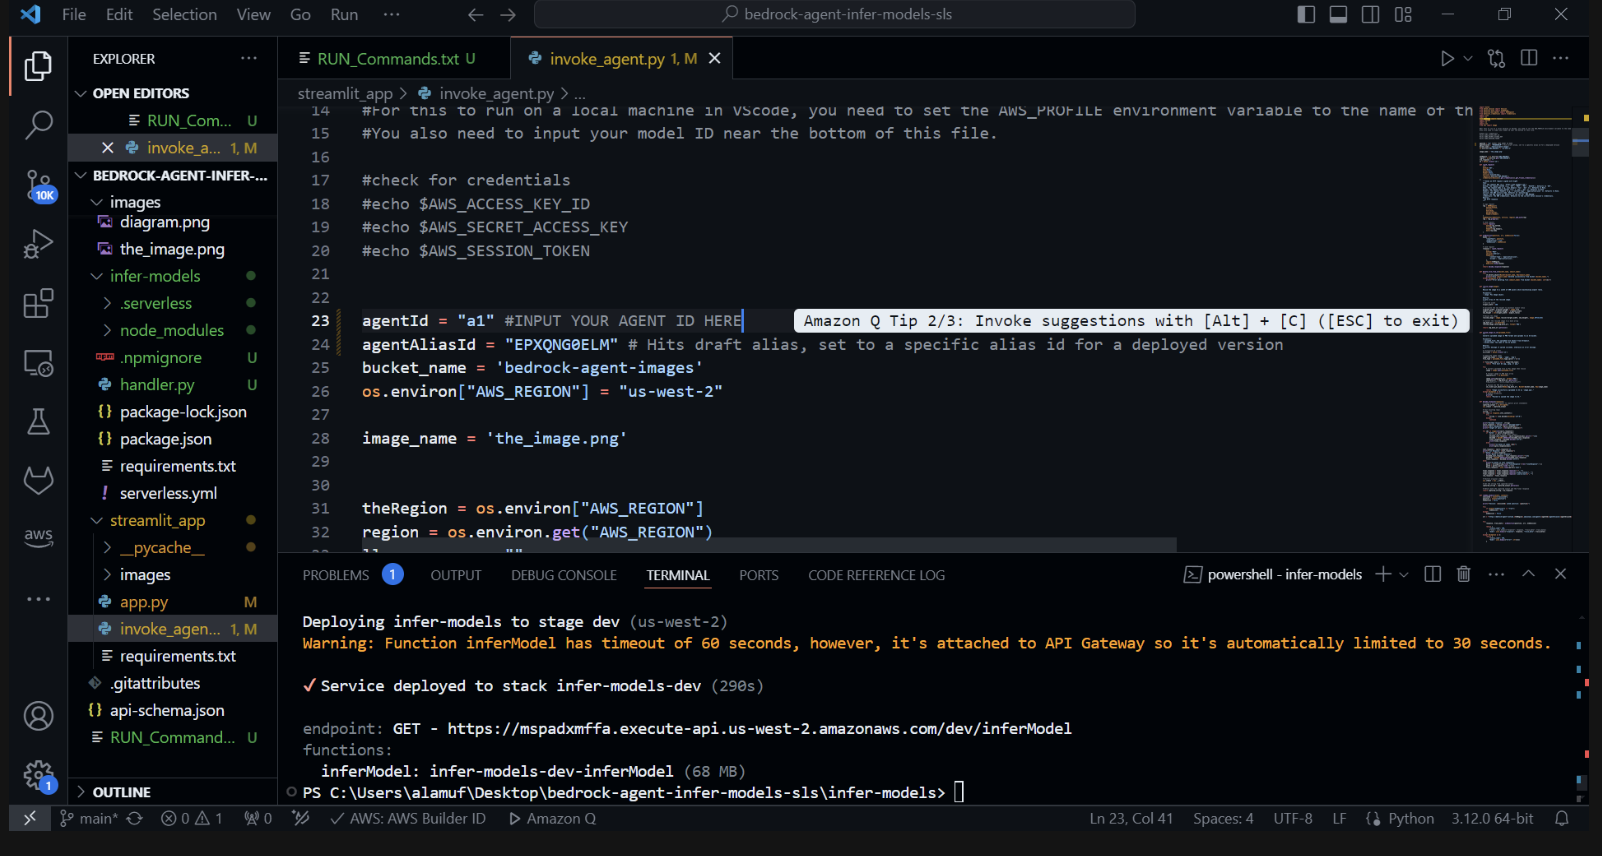 File Edit Selection View Go Run ···
bedrock-agent-infer-models-sls
EXPLORER ···
OPEN EDITORS
RUN_Com... U
invoke_a... 1, M
BEDROCK-AGENT-INFER-...
images
diagram.png
the_image.png
infer-models
.serverless
node_modules
.npmignore U
handler.py U
package-lock.json
package.json
requirements.txt
serverless.yml
streamlit_app
__pycache__
images
app.py M
invoke_agen... 1, M
requirements.txt
.gitattributes
api-schema.json
RUN_Command... U
OUTLINE
10K
aws
1
RUN_Commands.txt U
invoke_agent.py 1, M
streamlit_app > invoke_agent.py > ...
14 #For this to run on a local machine in VScode, you need to set the AWS_PROFILE environment variable to the name of th
15 #You also need to input your model ID near the bottom of this file.
16
17 #check for credentials
18 #echo $AWS_ACCESS_KEY_ID
19 #echo $AWS_SECRET_ACCESS_KEY
20 #echo $AWS_SESSION_TOKEN
21
22
23 agentId = "a1" #INPUT YOUR AGENT ID HERE Amazon Q Tip 2/3: Invoke suggestions with [Alt] + [C] ([ESC] to exit)
24 agentAliasId = "EPXQNG0ELM" # Hits draft alias, set to a specific alias id for a deployed version
25 bucket_name = 'bedrock-agent-images'
26 os.environ["AWS_REGION"] = "us-west-2"
27
28 image_name = 'the_image.png'
29
30
31 theRegion = os.environ["AWS_REGION"]
32 region = os.environ.get("AWS_REGION")
PROBLEMS 1 OUTPUT DEBUG CONSOLE TERMINAL PORTS CODE REFERENCE LOG
powershell - infer-models
Deploying infer-models to stage dev (us-west-2)
Warning: Function inferModel has timeout of 60 seconds, however, it's attached to API Gateway so it's automatically limited to 30 seconds.
✓ Service deployed to stack infer-models-dev (290s)
endpoint: GET - https://mspadxmffa.execute-api.us-west-2.amazonaws.com/dev/inferModel
functions:
inferModel: infer-models-dev-inferModel (68 MB)
PS C:\Users\alamuf\Desktop\bedrock-agent-infer-models-sls\infer-models>
main* 0 1 0 AWS: AWS Builder ID Amazon Q Ln 23, Col 41 Spaces: 4 UTF-8 LF Python 3.12.0 64-bit